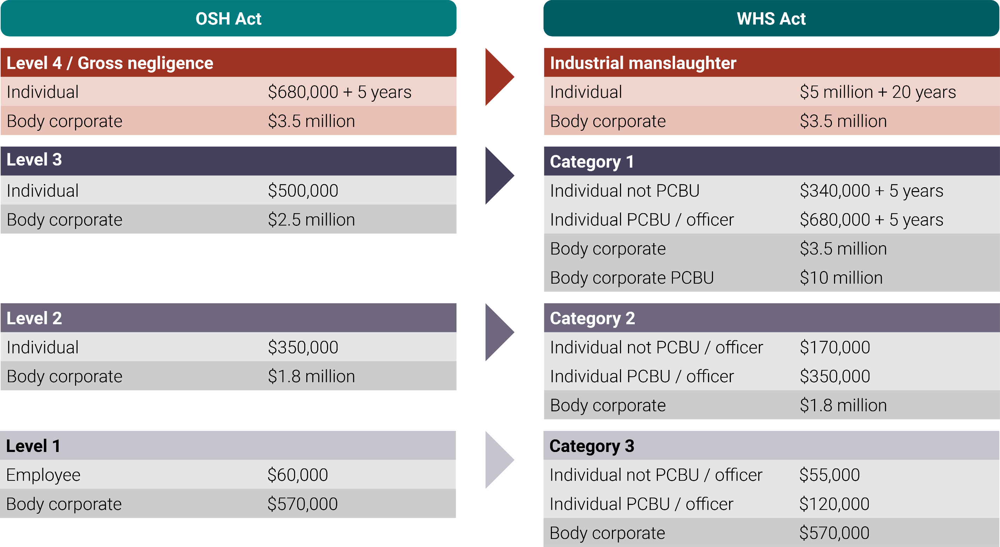 OSH Act
Level 4 / Gross negligence
Individual $680,000 + 5 years
Body corporate $3.5 million
Level 3
Individual $500,000
Body corporate $2.5 million
Level 2
Individual $350,000
Body corporate $1.8 million
Level 1
Employee $60,000
Body corporate $570,000
WHS Act
Industrial manslaughter
Individual $5 million + 20 years
Body corporate $3.5 million
Category 1
Individual not PCBU $340,000 + 5 years
Individual PCBU / officer $680,000 + 5 years
Body corporate $3.5 million
Body corporate PCBU $10 million
Category 2
Individual not PCBU / officer $170,000
Individual PCBU / officer $350,000
Body corporate $1.8 million
Category 3
Individual not PCBU / officer $55,000
Individual PCBU / officer $120,000
Body corporate $570,000